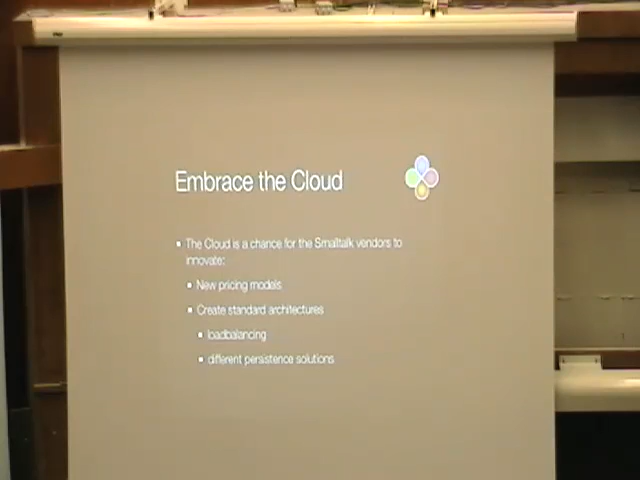 Embrace the Cloud
▪ The Cloud is a chance for the Smalltalk vendors to
innovate:
▪ New pricing models
▪ Create standard architectures
▪ loadbalancing
▪ different persistence solutions